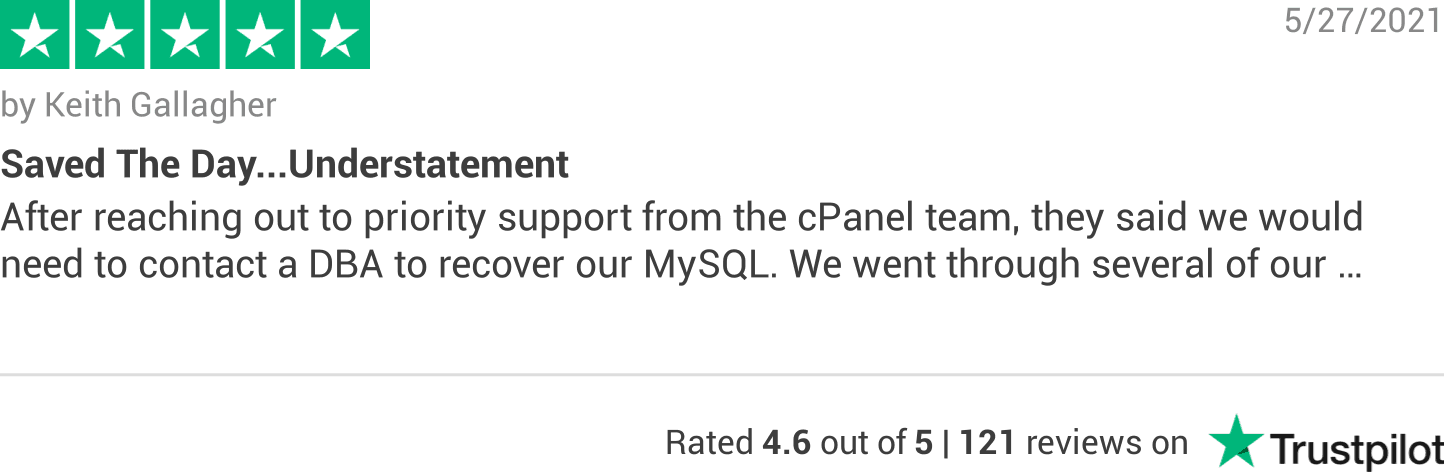 5/27/2021
by Keith Gallagher
Saved The Day...Understatement
After reaching out to priority support from the cPanel team, they said we would
need to contact a DBA to recover our MySQL. We went through several of our ...
Rated 4.6 out of 5 | 121 reviews on Trustpilot